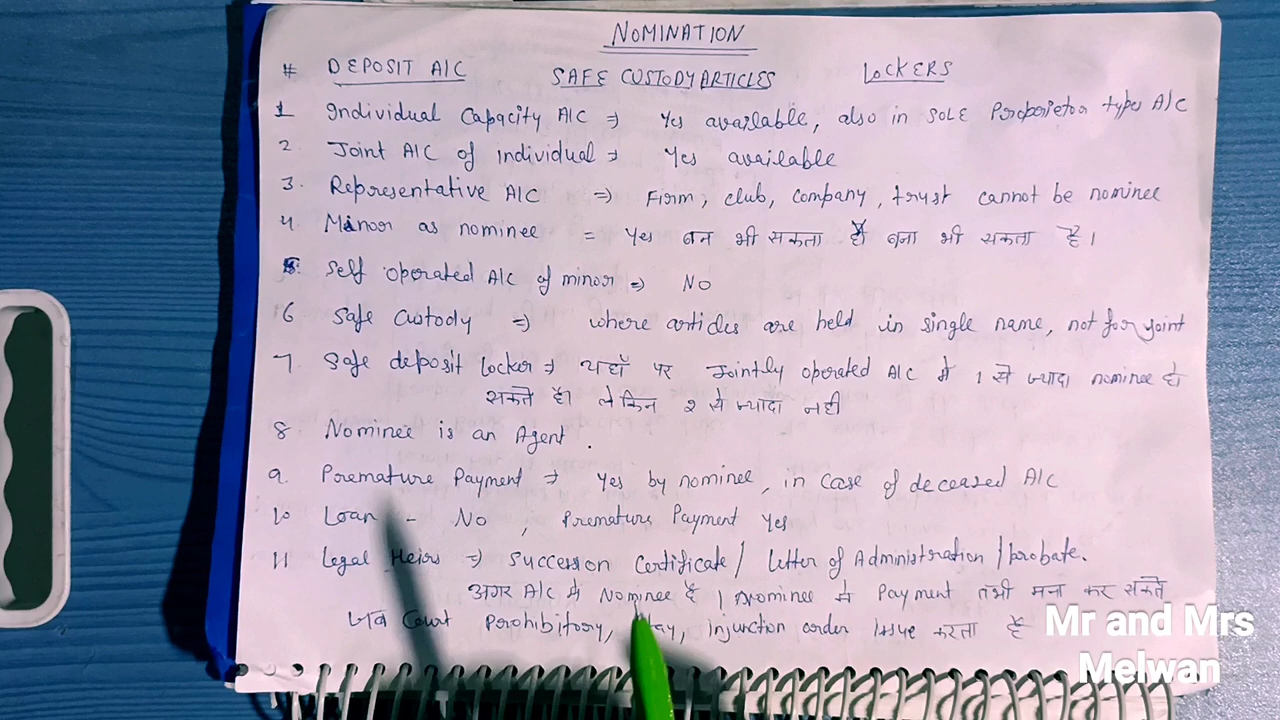 NOMINATION
# DEPOSIT A/C SAFE CUSTODY ARTICLES LOCKERS
1 Individual Capacity A/C ⇒ Yes available, also in SOLE Proporietor type A/C
2. Joint A/C of individual ⇒ Yes available
3. Representative A/C ⇒ Firm, club, company, trust cannot be nominee
4 Minor as nominee = Yes बन भी सकता है बना भी सकता है।
5. Self operated A/C of minor ⇒ No
6 Safe Custody ⇒ where articles are held in single name, not for joint
7 Safe deposit locker ⇒ यहाँ पर Jointly operated A/C में 1 से ज्यादा nominee हो
सकते हैं। लेकिन 2 से ज्यादा नही
8 Nominee is an Agent.
9. Premature Payment ⇒ Yes by nominee, in case of deceased A/C
10 Loan - No, Premature Payment Yes
11 Legal Heirs ⇒ Succession Certificate/ Letter of Administration/probate.
अगर A/C में Nominee है। Nominee में Payment तभी मना कर सकते
जब Court Prohibitory, injunction order issue करता है
Mr and Mrs
Melwan